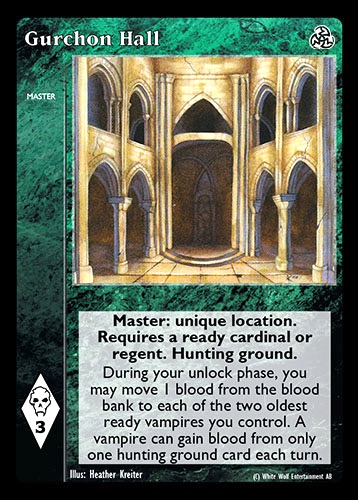 Gurchon Hall
MASTER
Master: unique location.
Requires a ready cardinal or
regent. Hunting ground.
During your unlock phase, you
may move 1 blood from the blood
bank to each of the two oldest
ready vampires you control. A
vampire can gain blood from only
one hunting ground card each turn.
3
Illus: Heather Kreiter
(C) White Wolf Entertainment AB